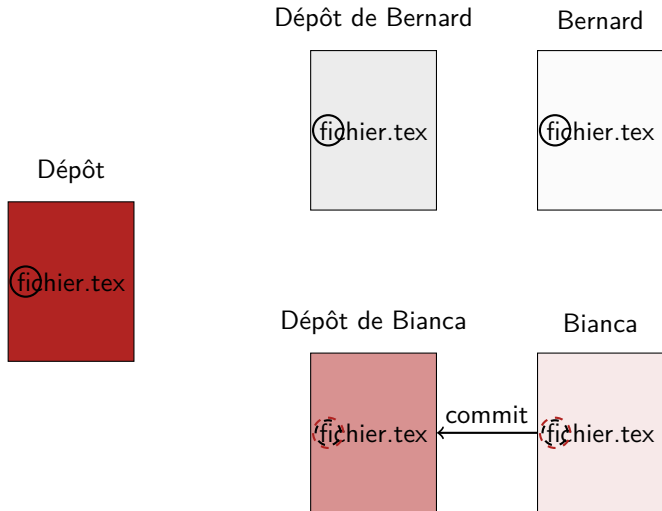 Dépôt de Bernard
Bernard
fichier.tex
fichier.tex
Dépôt
fichier.tex
Dépôt de Bianca
Bianca
fichier.tex
commit
fichier.tex